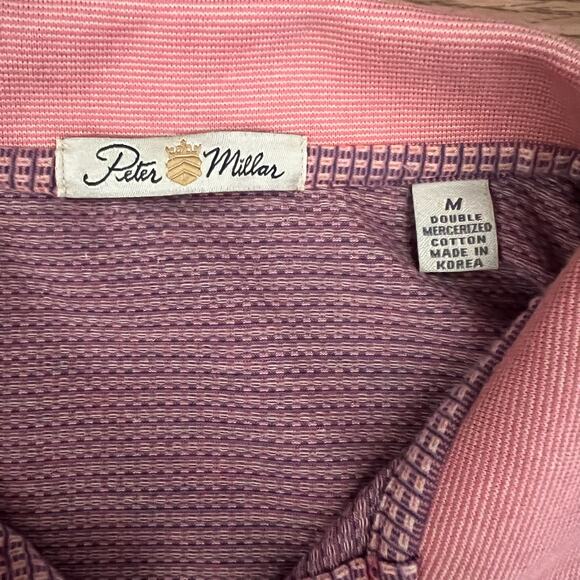 Peter Millar
M
DOUBLE
MERCERIZED
COTTON
MADE IN
KOREA